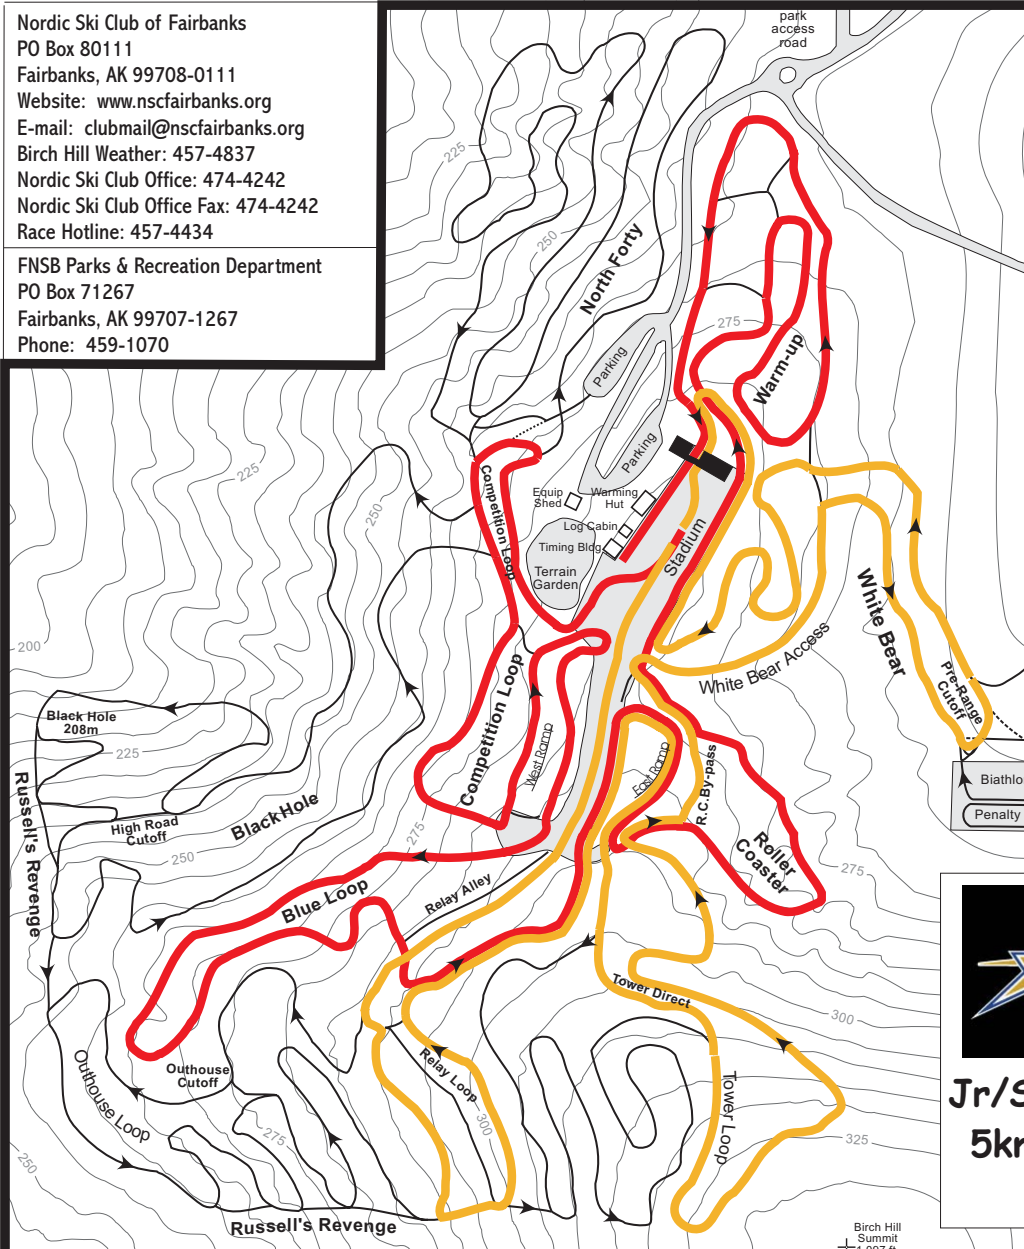 Nordic Ski Club of Fairbanks
PO Box 80111
Fairbanks, AK 99708-0111
Website: www.nscfairbanks.org
E-mail: clubmail@nscfairbanks.org
Birch Hill Weather: 457-4837
Nordic Ski Club Office: 474-4242
Nordic Ski Club Office Fax: 474-4242
Race Hotline: 457-4434
FNSB Parks & Recreation Department
PO Box 71267
Fairbanks, AK 99707-1267
Phone: 459-1070
park
access
road
225
250
North Forty
275
Warm-up
Parking
Parking
Equip
Shed
Warming
Hut
Log Cabin
Timing Bldg
Terrain
Garden
Stadium
Competition Loop
225
250
200
White Bear
White Bear Access
Pre-Range
Cutoff
Biathlo
Penalty
Black Hole
208m
225
Russell's Revenge
High Road
Cutoff
Black Hole
250
275
Competition Loop
West Ramp
East Ramp
R.C.By-pass
Roller
Coaster
275
Blue Loop
Relay Alley
Tower Direct
300
Outhouse
Cutoff
Outhouse Loop
Relay Loop
300
Tower Loop
325
275
250
Russell's Revenge
Jr/S
5kr
Birch Hill
Summit
1,097 ft